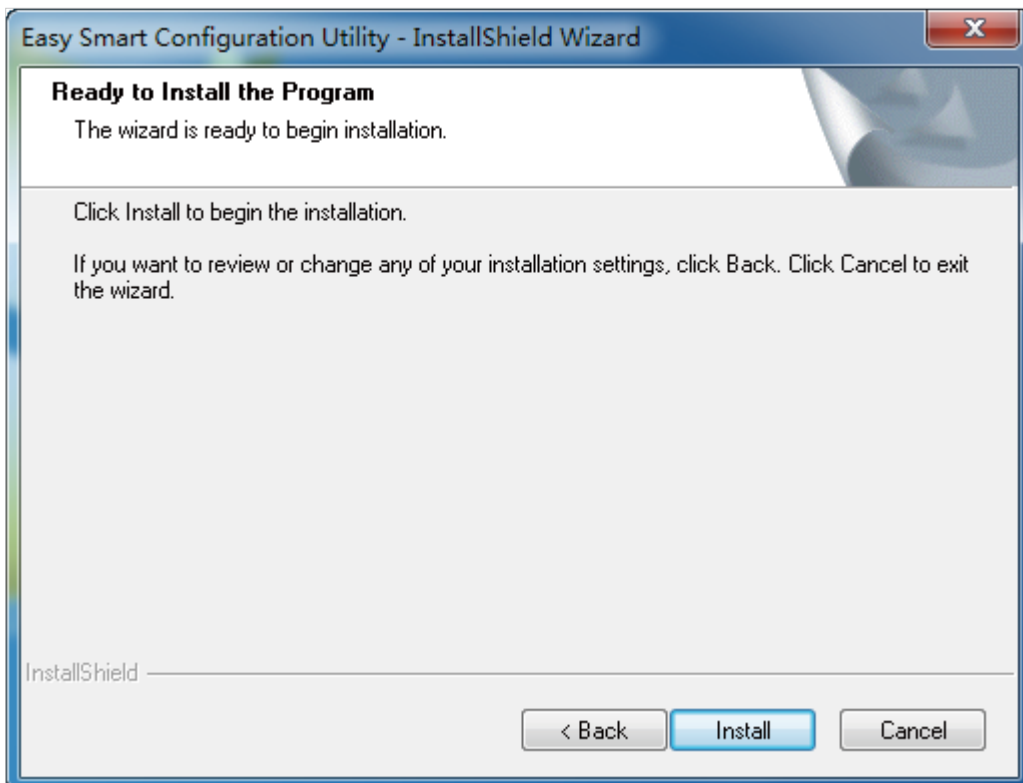 Easy Smart Configuration Utility - InstallShield Wizard
Ready to Install the Program
The wizard is ready to begin installation.
Click Install to begin the installation.
If you want to review or change any of your installation settings, click Back. Click Cancel to exit
the wizard.
InstallShield
< Back Install Cancel